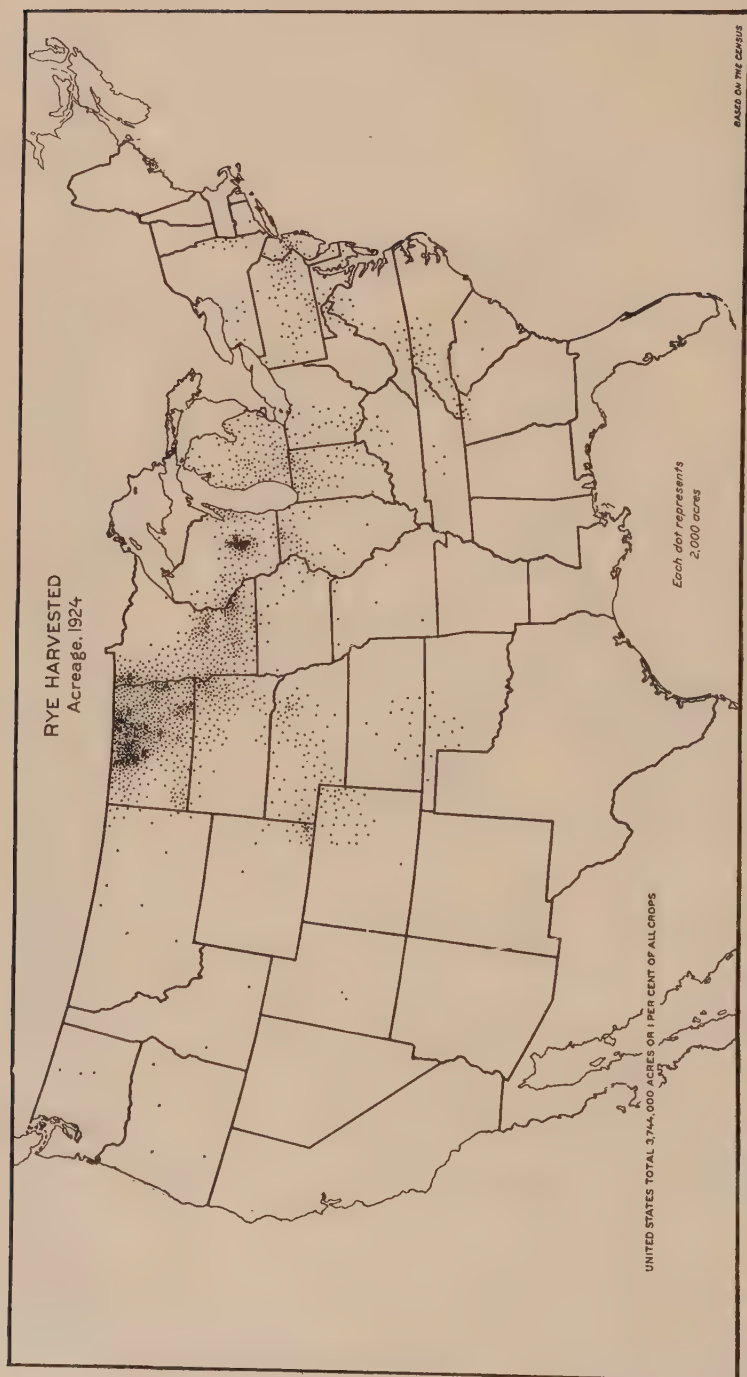 RYE HARVESTED
Acreage, 1924
Each dot represents
2,000 acres
UNITED STATES TOTAL 3,744,000 ACRES OR 1 PER CENT OF ALL CROPS
BASED ON THE CENSUS